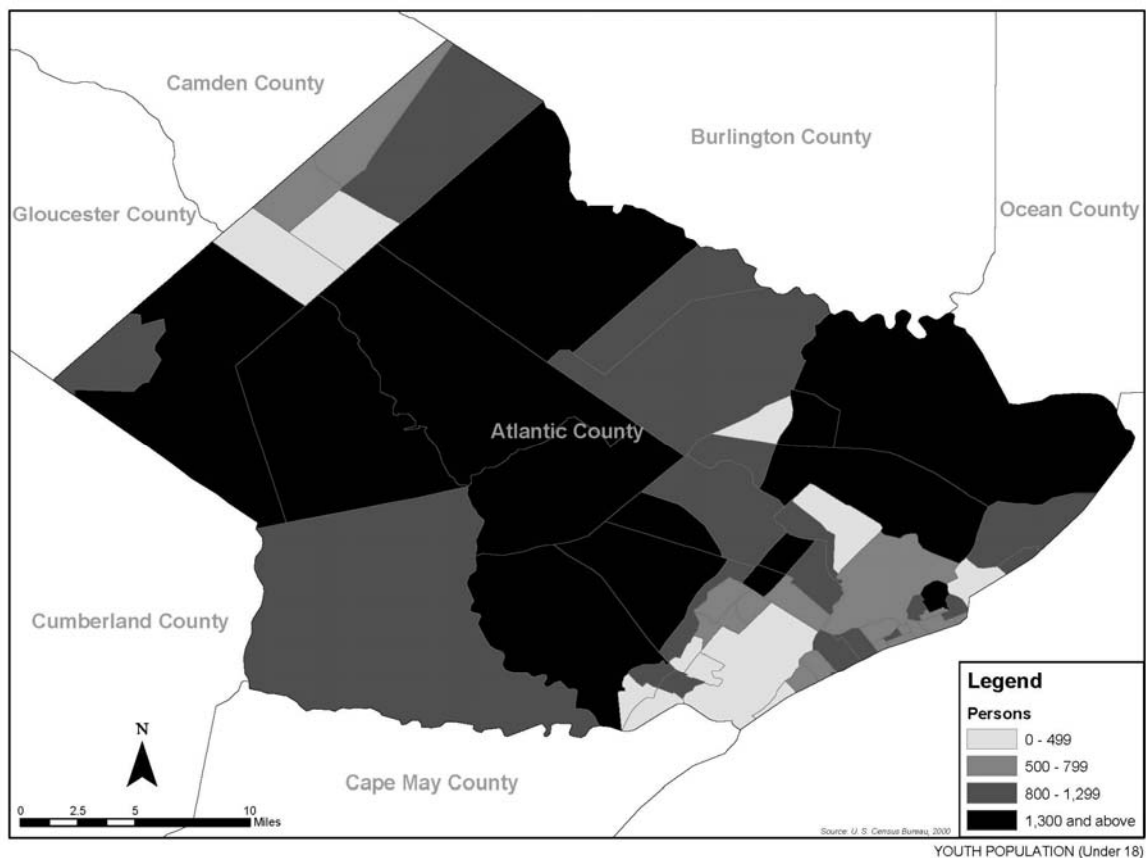 Camden County
Burlington County
Gloucester County
Ocean County
Atlantic County
Cumberland County
Cape May County
N
0 2.5 5 10
Miles
Legend
Persons
0 - 499
500 - 799
800 - 1,299
1,300 and above
Source: U. S. Census Bureau, 2000
YOUTH POPULATION (Under 18)